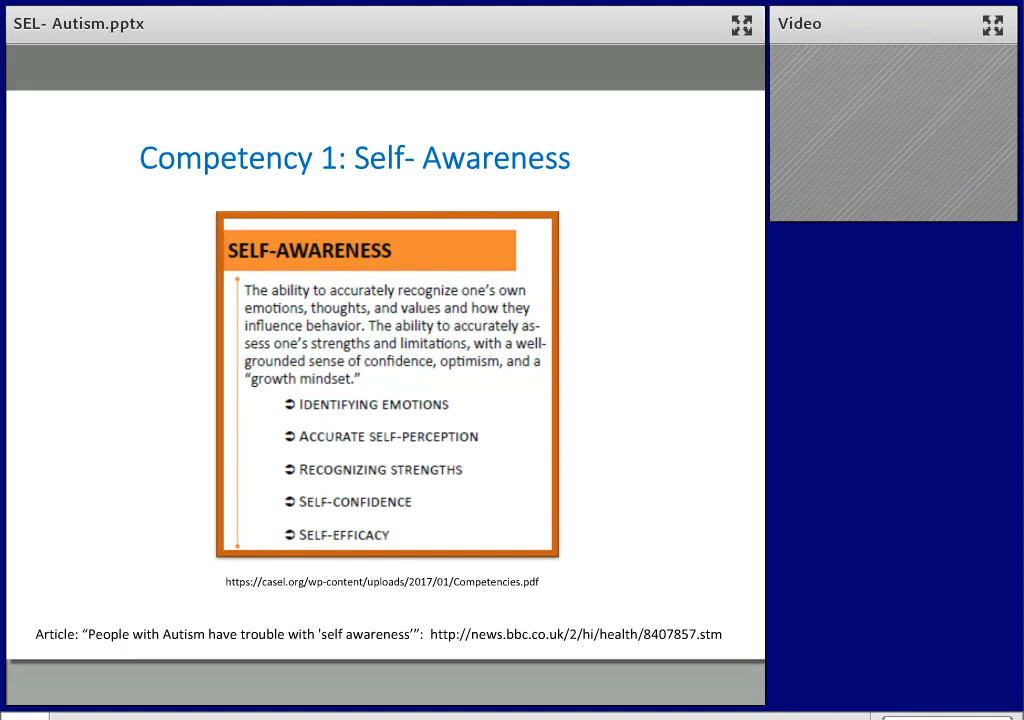 SEL- Autism.pptx
Video
Competency 1: Self- Awareness
SELF-AWARENESS
The ability to accurately recognize one’s own
emotions, thoughts, and values and how they
influence behavior. The ability to accurately as-
sess one’s strengths and limitations, with a well-
grounded sense of confidence, optimism, and a
“growth mindset.”
➲ IDENTIFYING EMOTIONS
➲ ACCURATE SELF-PERCEPTION
➲ RECOGNIZING STRENGTHS
➲ SELF-CONFIDENCE
➲ SELF-EFFICACY
https://casel.org/wp-content/uploads/2017/01/Competencies.pdf
Article: “People with Autism have trouble with 'self awareness’”: http://news.bbc.co.uk/2/hi/health/8407857.stm